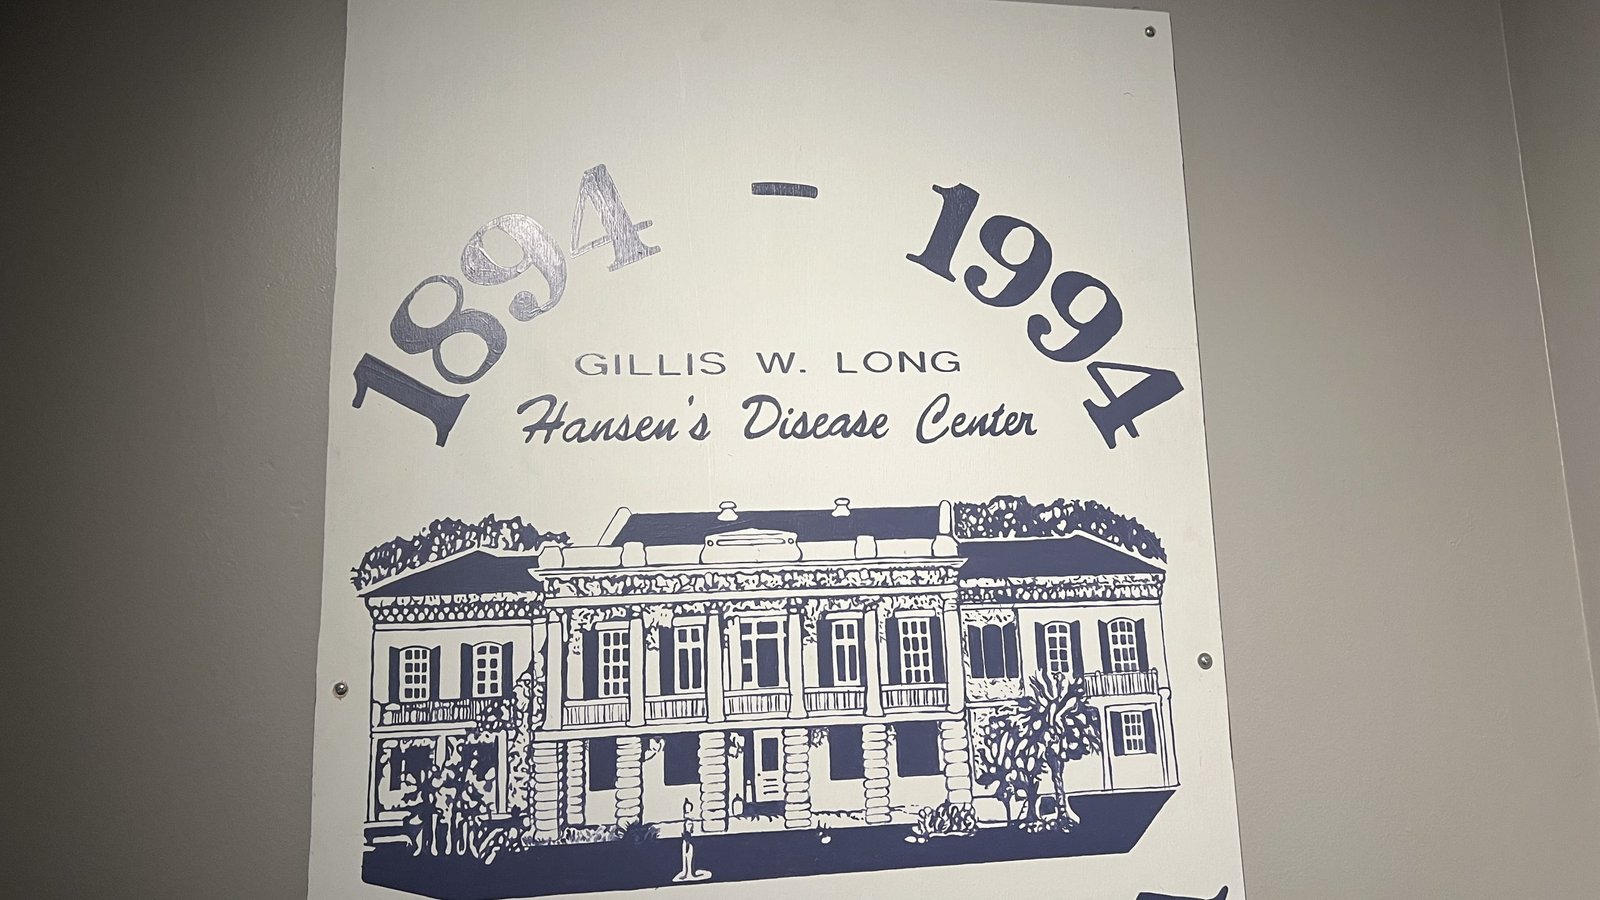 1894 - 1994
GILLIS W. LONG
Hansen's Disease Center